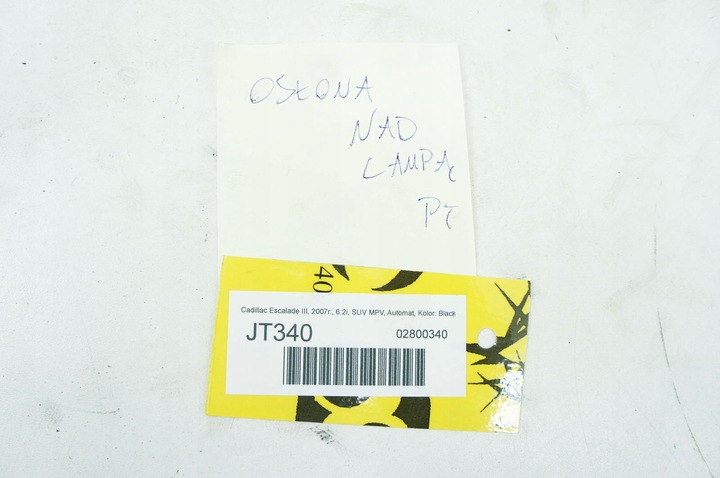 OSŁONA
NAD
LAMPĄ
PT
40
Cadillac Escalade III, 2007r., 6.2i, SUV MPV, Automat, Kolor: Black
JT340
02800340